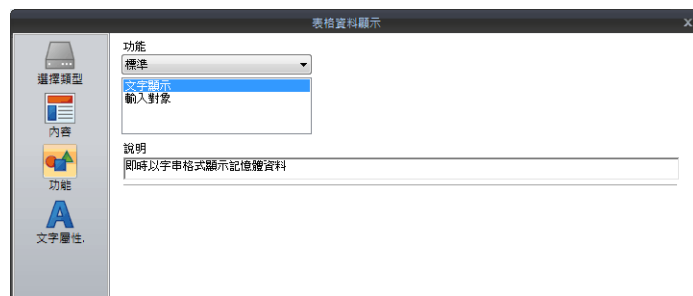 表格資料顯示
x
選擇類型
內容
功能
文字屬性.
功能
標準
文字顯示
輸入對象
說明
即時以字串格式顯示記憶體資料